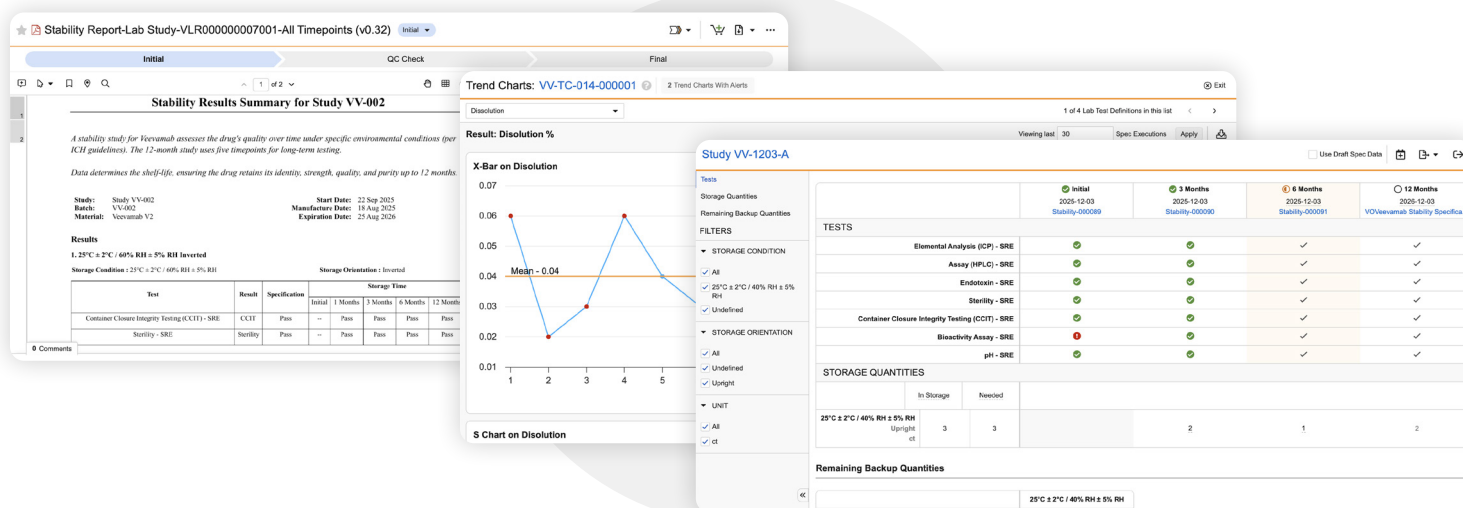 Stability Report-Lab Study-VLR000000007001-All Timepoints (v0.32) Initial
Initial QC Check Final
1 of 2
Stability Results Summary for Study VV-002
1
2
A stability study for Veevamab assesses the drug's quality over time under specific environmental conditions (per
ICH guidelines). The 12-month study uses five timepoints for long-term testing.
Data determines the shelf-life, ensuring the drug retains its identity, strength, quality, and purity up to 12 months.
Study: Study VV-002 Start Date: 22 Sep 2025
Batch: VV-002 Manufacture Date: 18 Aug 2025
Material: Veevamab V2 Expiration Date: 25 Aug 2026
Results
1. 25°C ± 2°C / 60% RH ± 5% RH Inverted
Storage Condition : 25°C ± 2°C / 60% RH ± 5% RH Storage Orientation : Inverted
Test Result Specification Storage Time
Initial 1 Months 3 Months 6 Months 12 Months
Container Closure Integrity Testing (CCIT) - SRE CCIT Pass -- Pass Pass Pass Pass
Sterility - SRE Sterility Pass -- Pass Pass Pass Pass
0 Comments
Trend Charts: VV-TC-014-000001 2 Trend Charts With Alerts Exit
Dissolution 1 of 4 Lab Test Definitions in this list
Result: Disolution % Viewing last 30 Spec Executions Apply
X-Bar on Disolution
0.07
0.06
0.05
0.04
Mean - 0.04
0.03
0.02
0.01
1 2 3 4 5
S Chart on Disolution
Study VV-1203-A Use Draft Spec Data
Tests
Storage Quantities
Remaining Backup Quantities
FILTERS
STORAGE CONDITION
All
25°C ± 2°C / 40% RH ± 5%
RH
Undefined
STORAGE ORIENTATION
All
Undefined
Upright
UNIT
All
ct
Initial 3 Months 6 Months 12 Months
2025-12-03 2025-12-03 2025-12-03 2026-12-03
Stability-000089 Stability-000090 Stability-000091 VOVeevamab Stability Specifica
TESTS
Elemental Analysis (ICP) - SRE
Assay (HPLC) - SRE
Endotoxin - SRE
Sterility - SRE
Container Closure Integrity Testing (CCIT) - SRE
Bioactivity Assay - SRE
pH - SRE
STORAGE QUANTITIES
In Storage Needed
25°C ± 2°C / 40% RH ± 5% RH
Upright 3 3 2 1 2
ct
Remaining Backup Quantities
25°C ± 2°C / 40% RH ± 5% RH